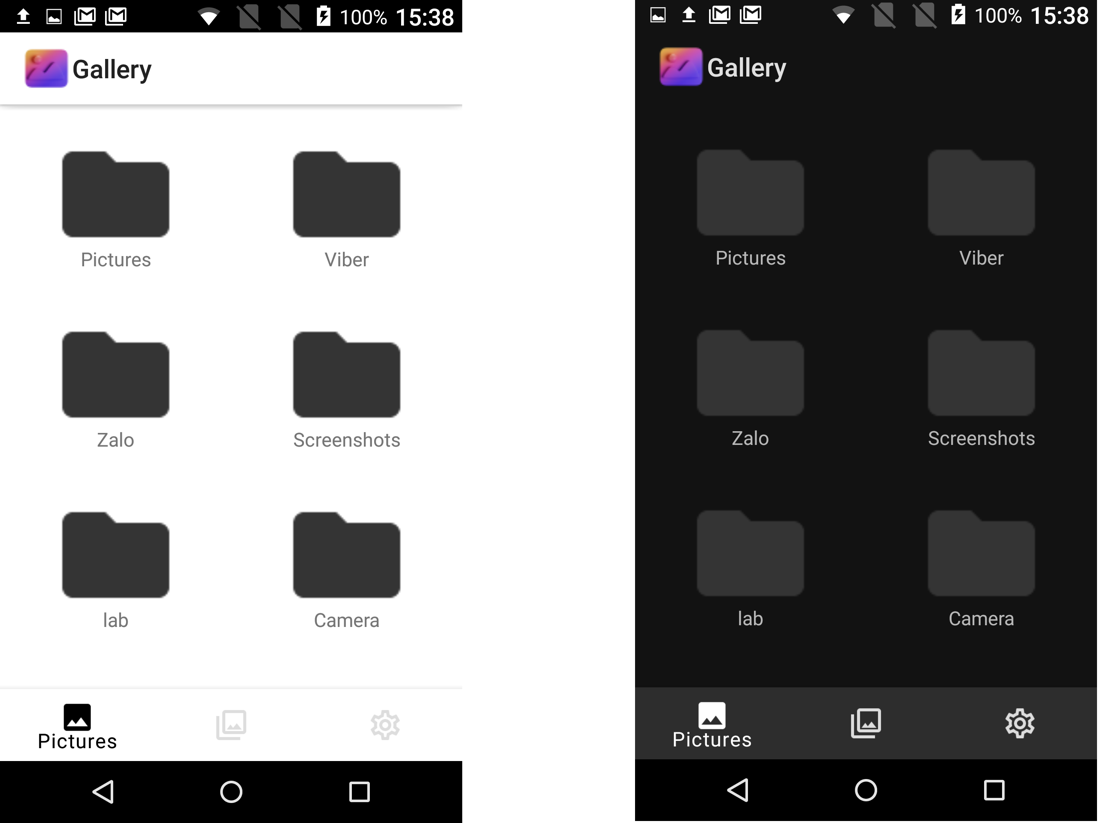 100% 15:38
Gallery
Pictures Viber
Zalo Screenshots
lab Camera
Pictures
100% 15:38
Gallery
Pictures Viber
Zalo Screenshots
lab Camera
Pictures